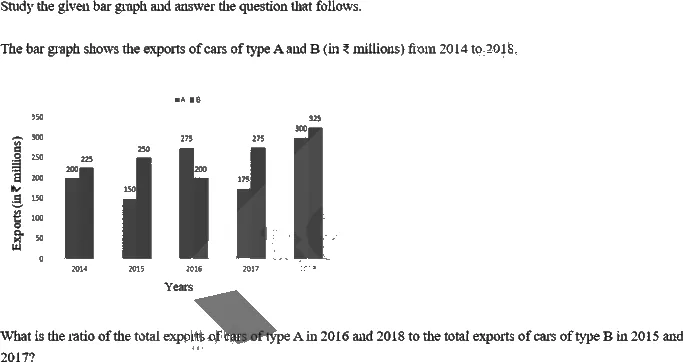 Study the given bar graph and answer the question that follows.
The bar graph shows the exports of cars of type A and B (in ₹ millions) from 2014 to 2018.
A B
350
300
250
200
150
100
50
0
Exports (in ₹ millions)
200 225
150 250
275 200
175 275
300 325
2014 2015 2016 2017 2018
Years
What is the ratio of the total exports of cars of type A in 2016 and 2018 to the total exports of cars of type B in 2015 and
2017?